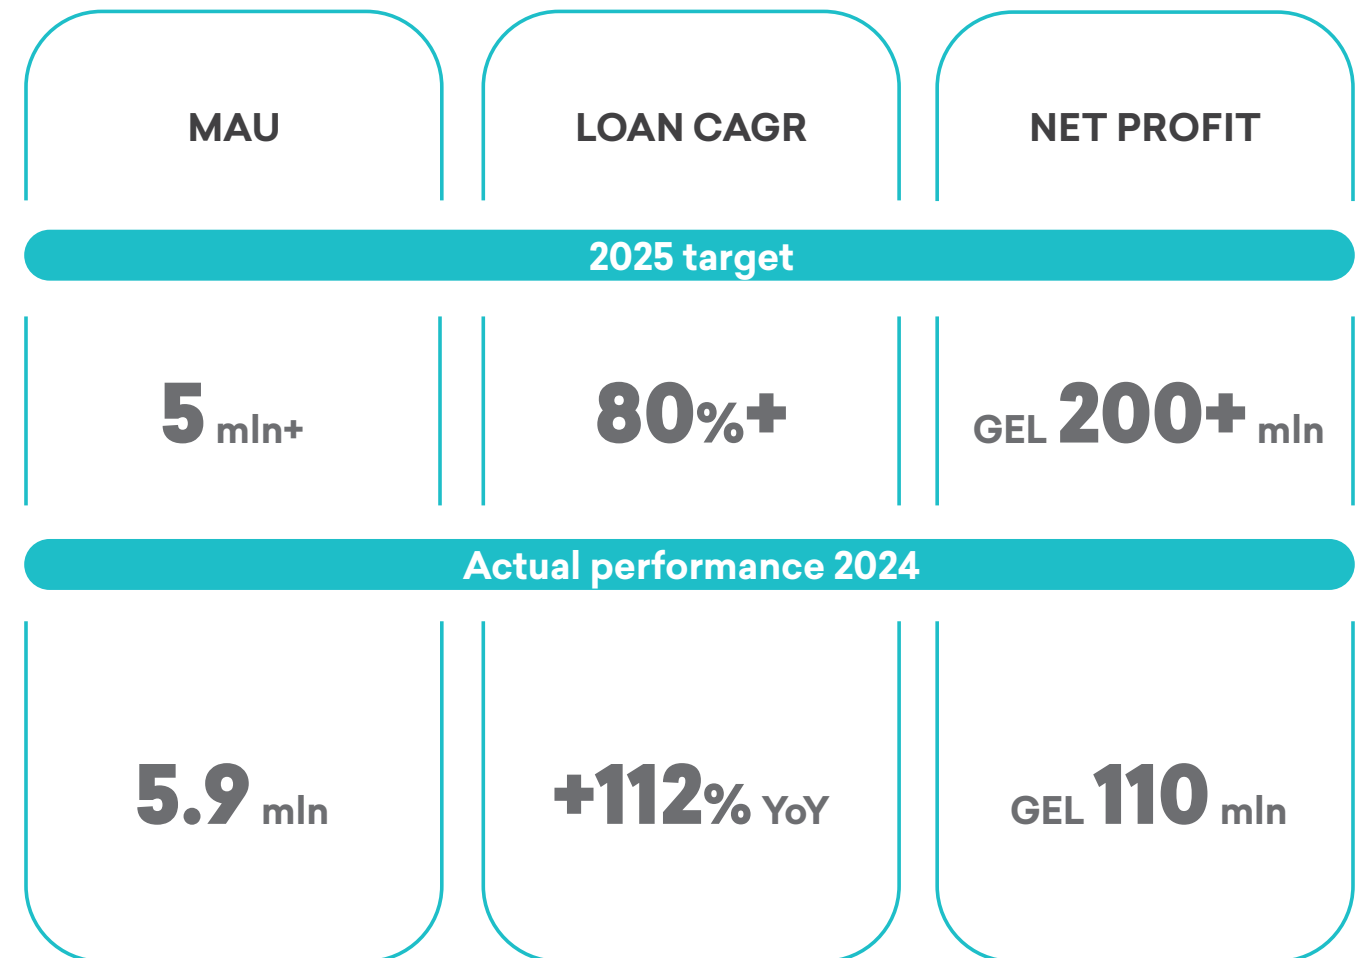 MAU
LOAN CAGR
NET PROFIT
2025 target
5 mln+
80%+
GEL 200+ mln
Actual performance 2024
5.9 mln
+112% YoY
GEL 110 mln